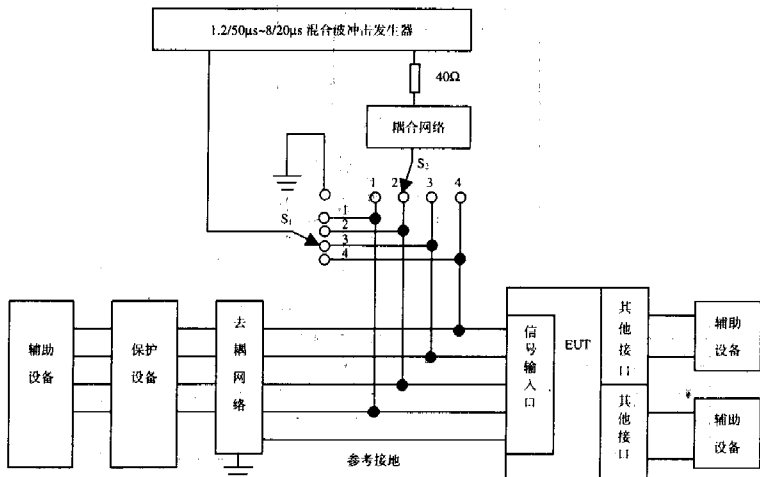 1.2/50μs~8/20μs 混合波冲击发生器
40Ω
耦合网络
S₂
1 2 3 4
S₁
1
2
3
4
辅助
设备
保护
设备
去
耦
网
络
信
号
输
入
口
EUT
其
他
接
口
其
他
接
口
辅助
设备
辅助
设备
参考接地